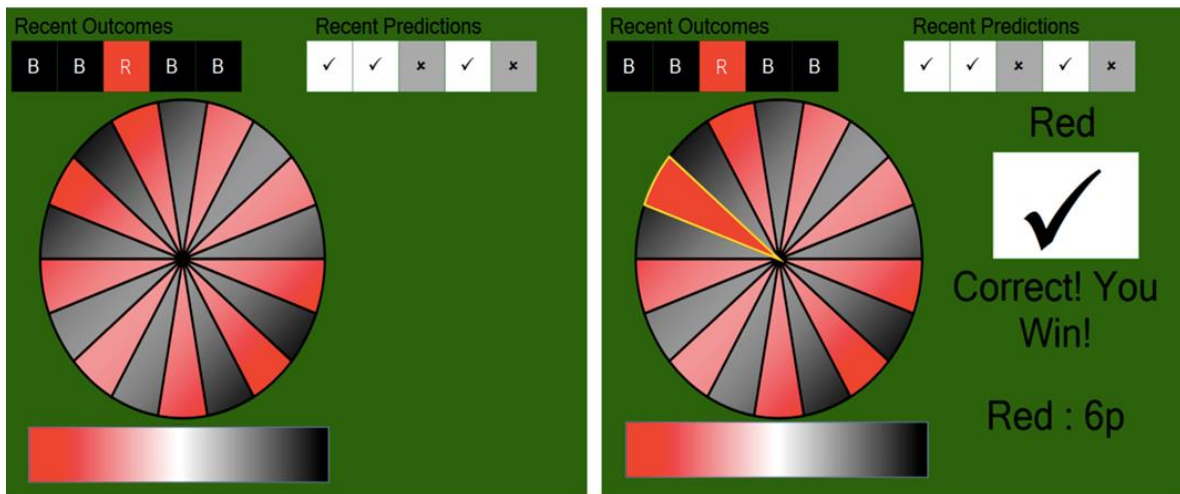 Recent Outcomes
Recent Predictions
B B R B B
✓ ✓ × ✓ ×
Recent Outcomes
Recent Predictions
B B R B B
✓ ✓ × ✓ ×
Red
✓
Correct! You
Win!
Red : 6p